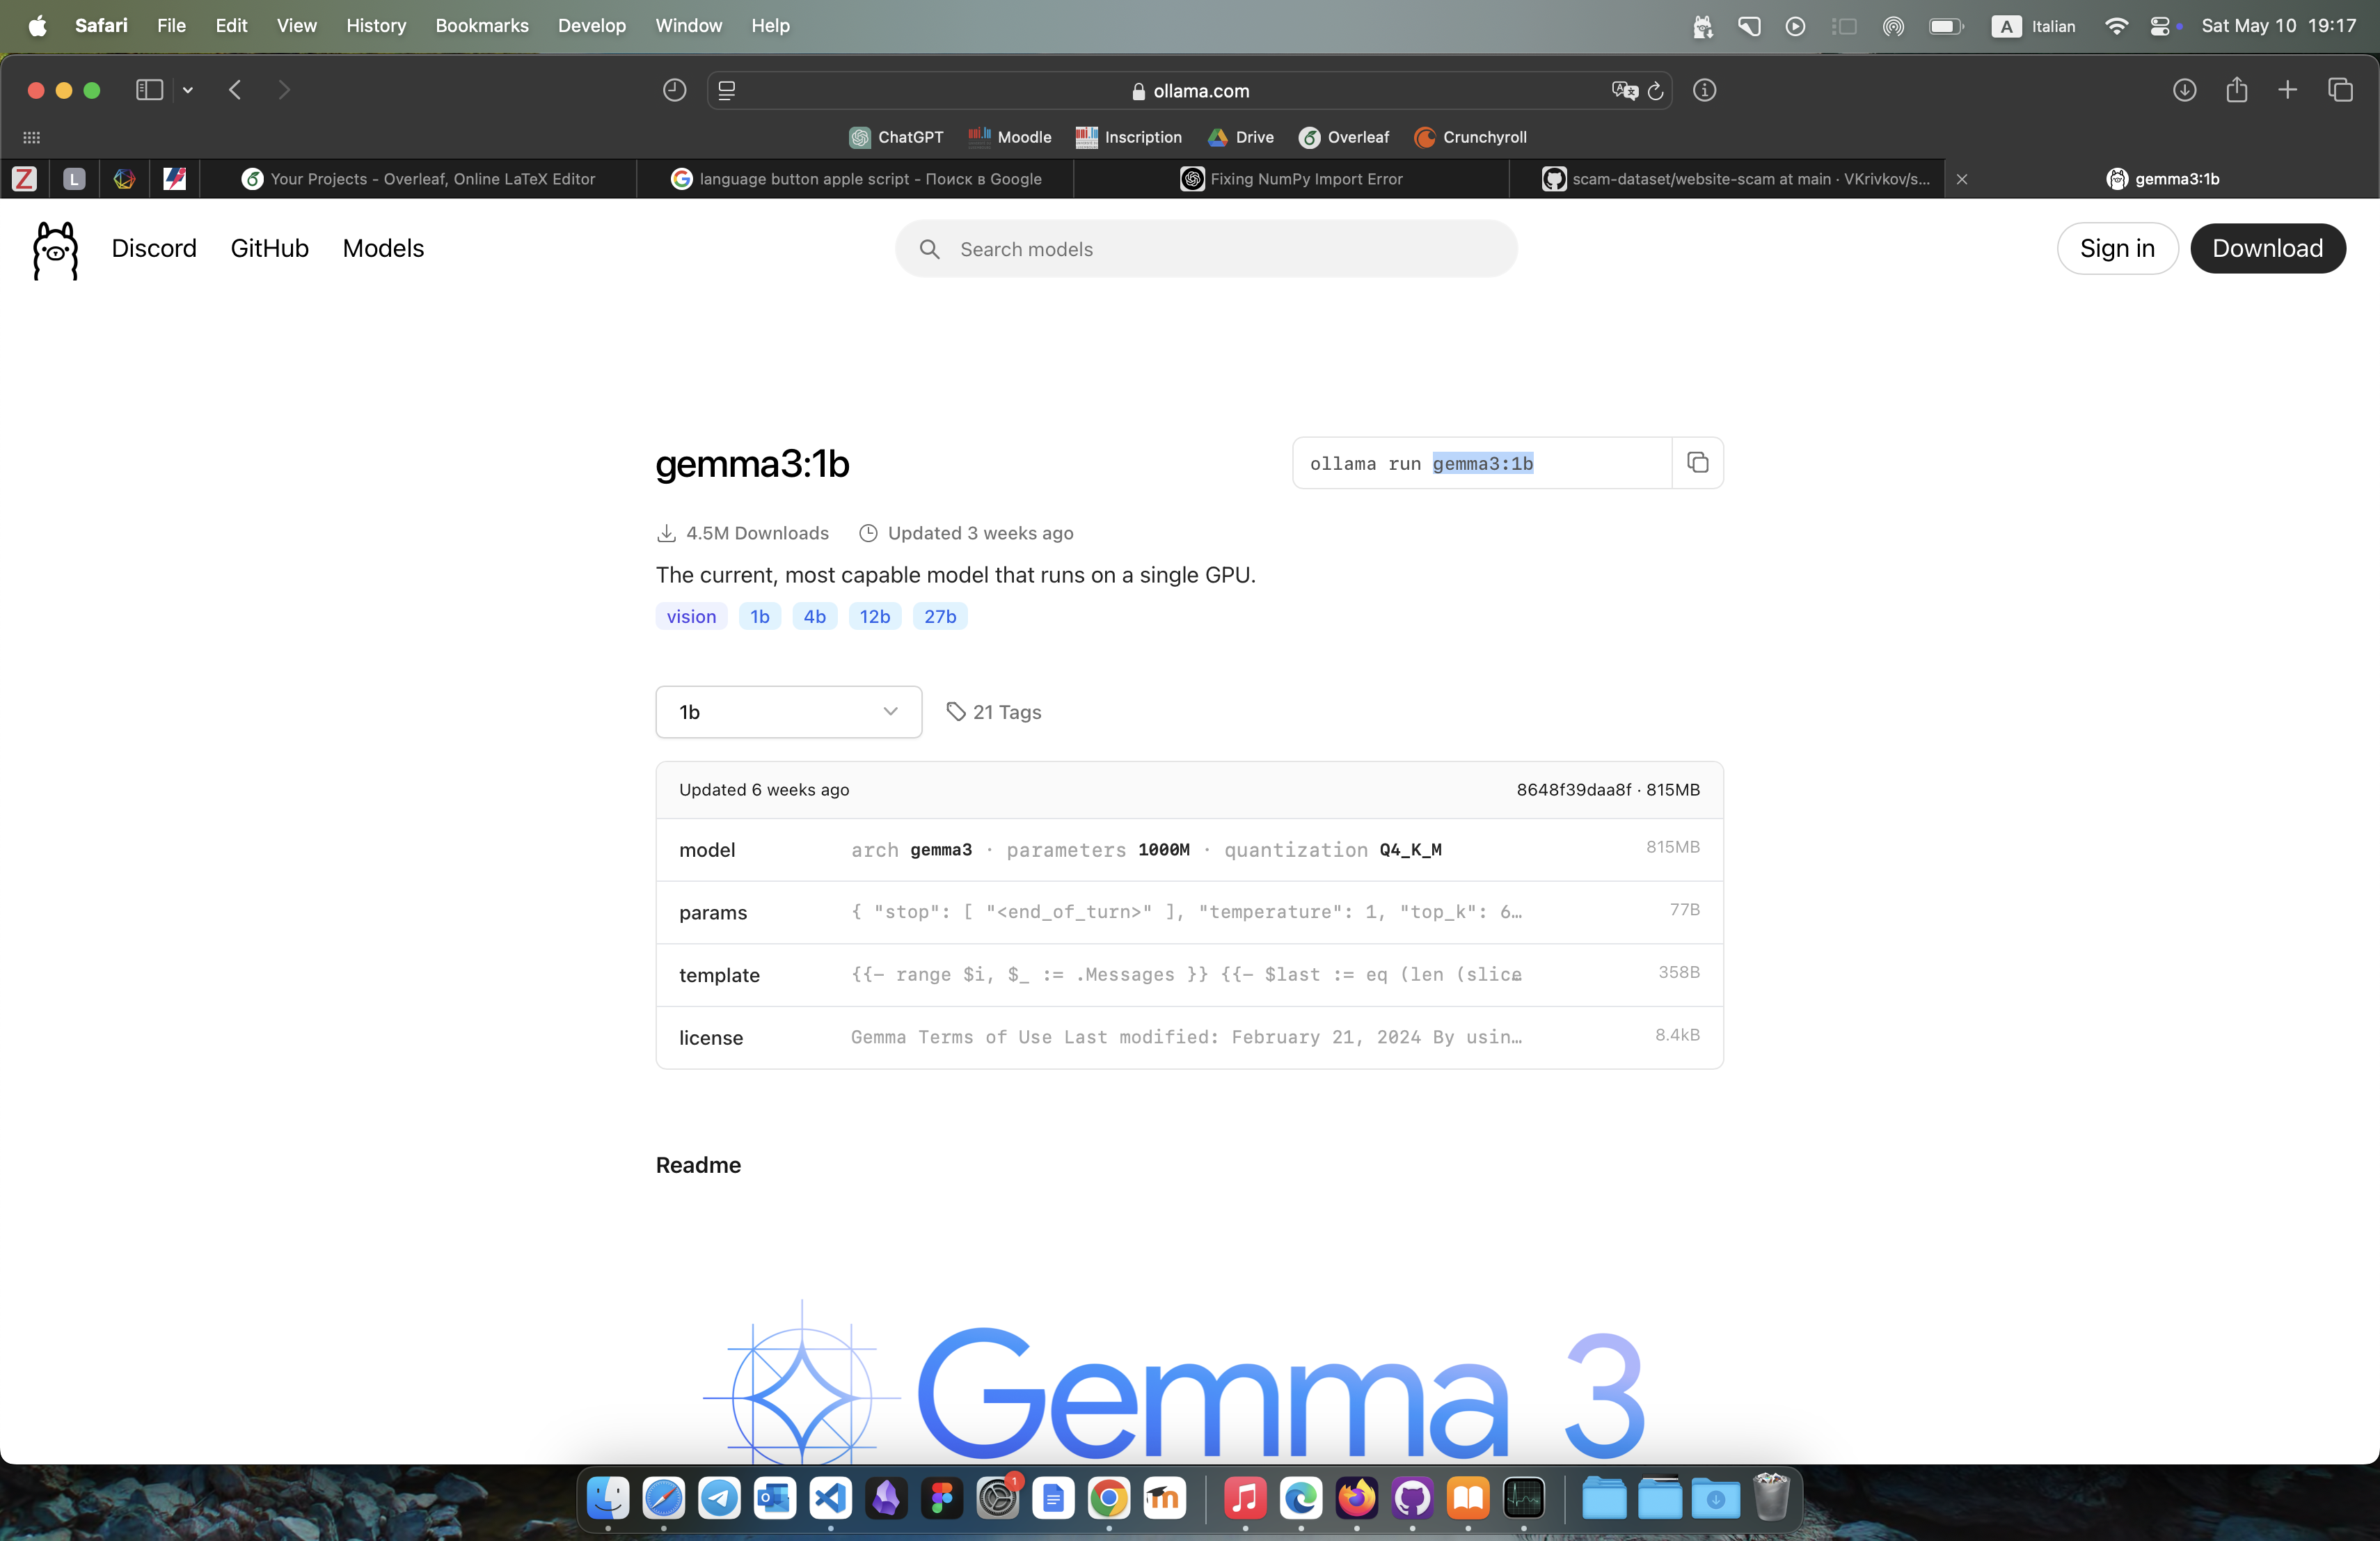 Safari File Edit View History Bookmarks Develop Window Help A Italian Sat May 10 19:17
ollama.com
ChatGPT Moodle Inscription Drive Overleaf Crunchyroll
Z L Your Projects - Overleaf, Online LaTeX Editor language button apple script - Поиск в Google Fixing NumPy Import Error scam-dataset/website-scam at main · VKrivkov/s... gemma3:1b
Discord GitHub Models Search models Sign in Download
gemma3:1b ollama run gemma3:1b
4.5M Downloads Updated 3 weeks ago
The current, most capable model that runs on a single GPU.
vision 1b 4b 12b 27b
1b 21 Tags
Updated 6 weeks ago 8648f39daa8f · 815MB
model arch gemma3 · parameters 1000M · quantization Q4_K_M 815MB
params { "stop": [ "<end_of_turn>" ], "temperature": 1, "top_k": 6… 77B
template {{- range $i, $_ := .Messages }} {{- $last := eq (len (slice… 358B
license Gemma Terms of Use Last modified: February 21, 2024 By usin… 8.4kB
Readme
Gemma 3
1